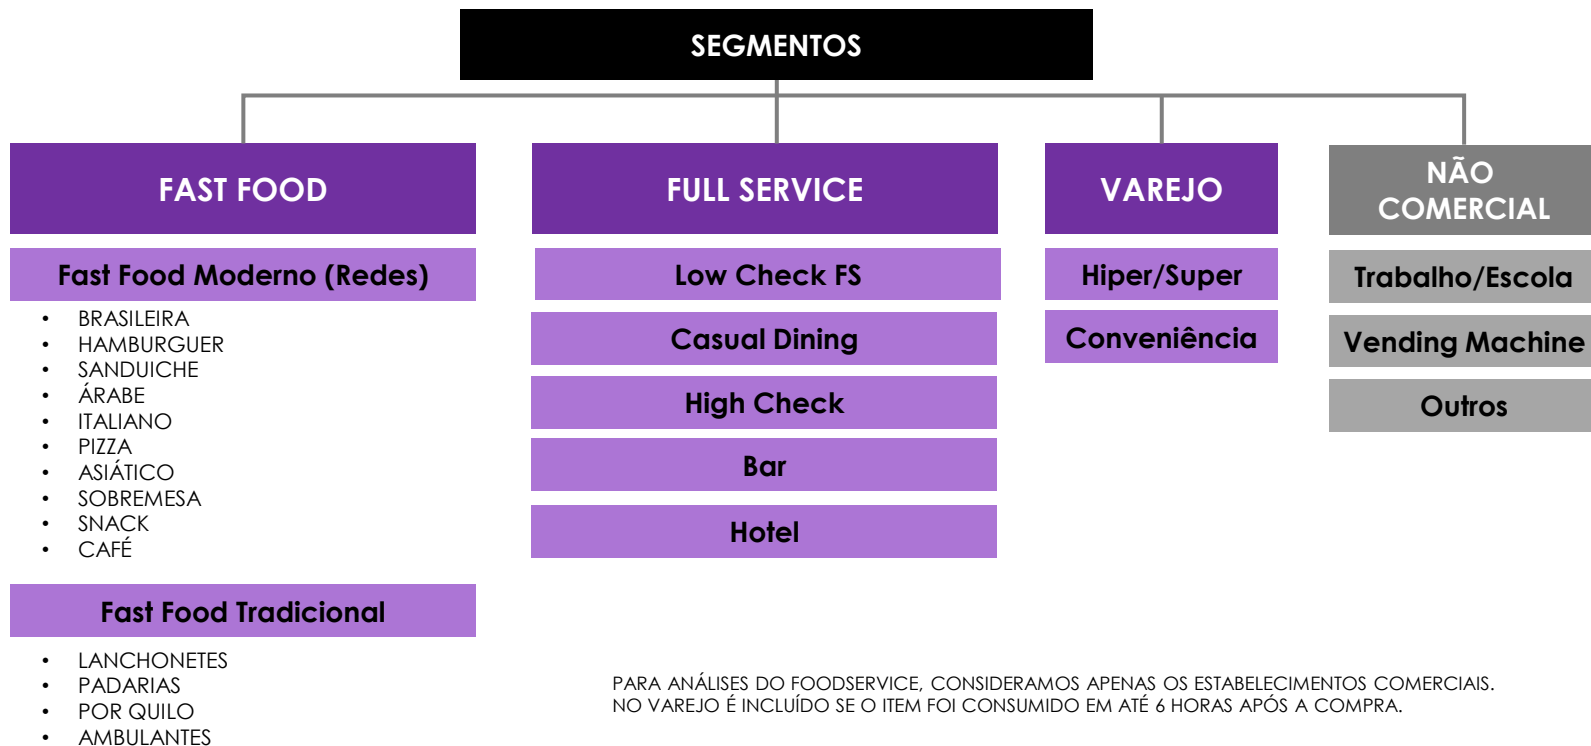 SEGMENTOS
FAST FOOD
Fast Food Moderno (Redes)
• BRASILEIRA
• HAMBURGUER
• SANDUICHE
• ÁRABE
• ITALIANO
• PIZZA
• ASIÁTICO
• SOBREMESA
• SNACK
• CAFÉ
Fast Food Tradicional
• LANCHONETES
• PADARIAS
• POR QUILO
• AMBULANTES
FULL SERVICE
Low Check FS
Casual Dining
High Check
Bar
Hotel
VAREJO
Hiper/Super
Conveniência
NÃO
COMERCIAL
Trabalho/Escola
Vending Machine
Outros
PARA ANÁLISES DO FOODSERVICE, CONSIDERAMOS APENAS OS ESTABELECIMENTOS COMERCIAIS.
NO VAREJO É INCLUÍDO SE O ITEM FOI CONSUMIDO EM ATÉ 6 HORAS APÓS A COMPRA.